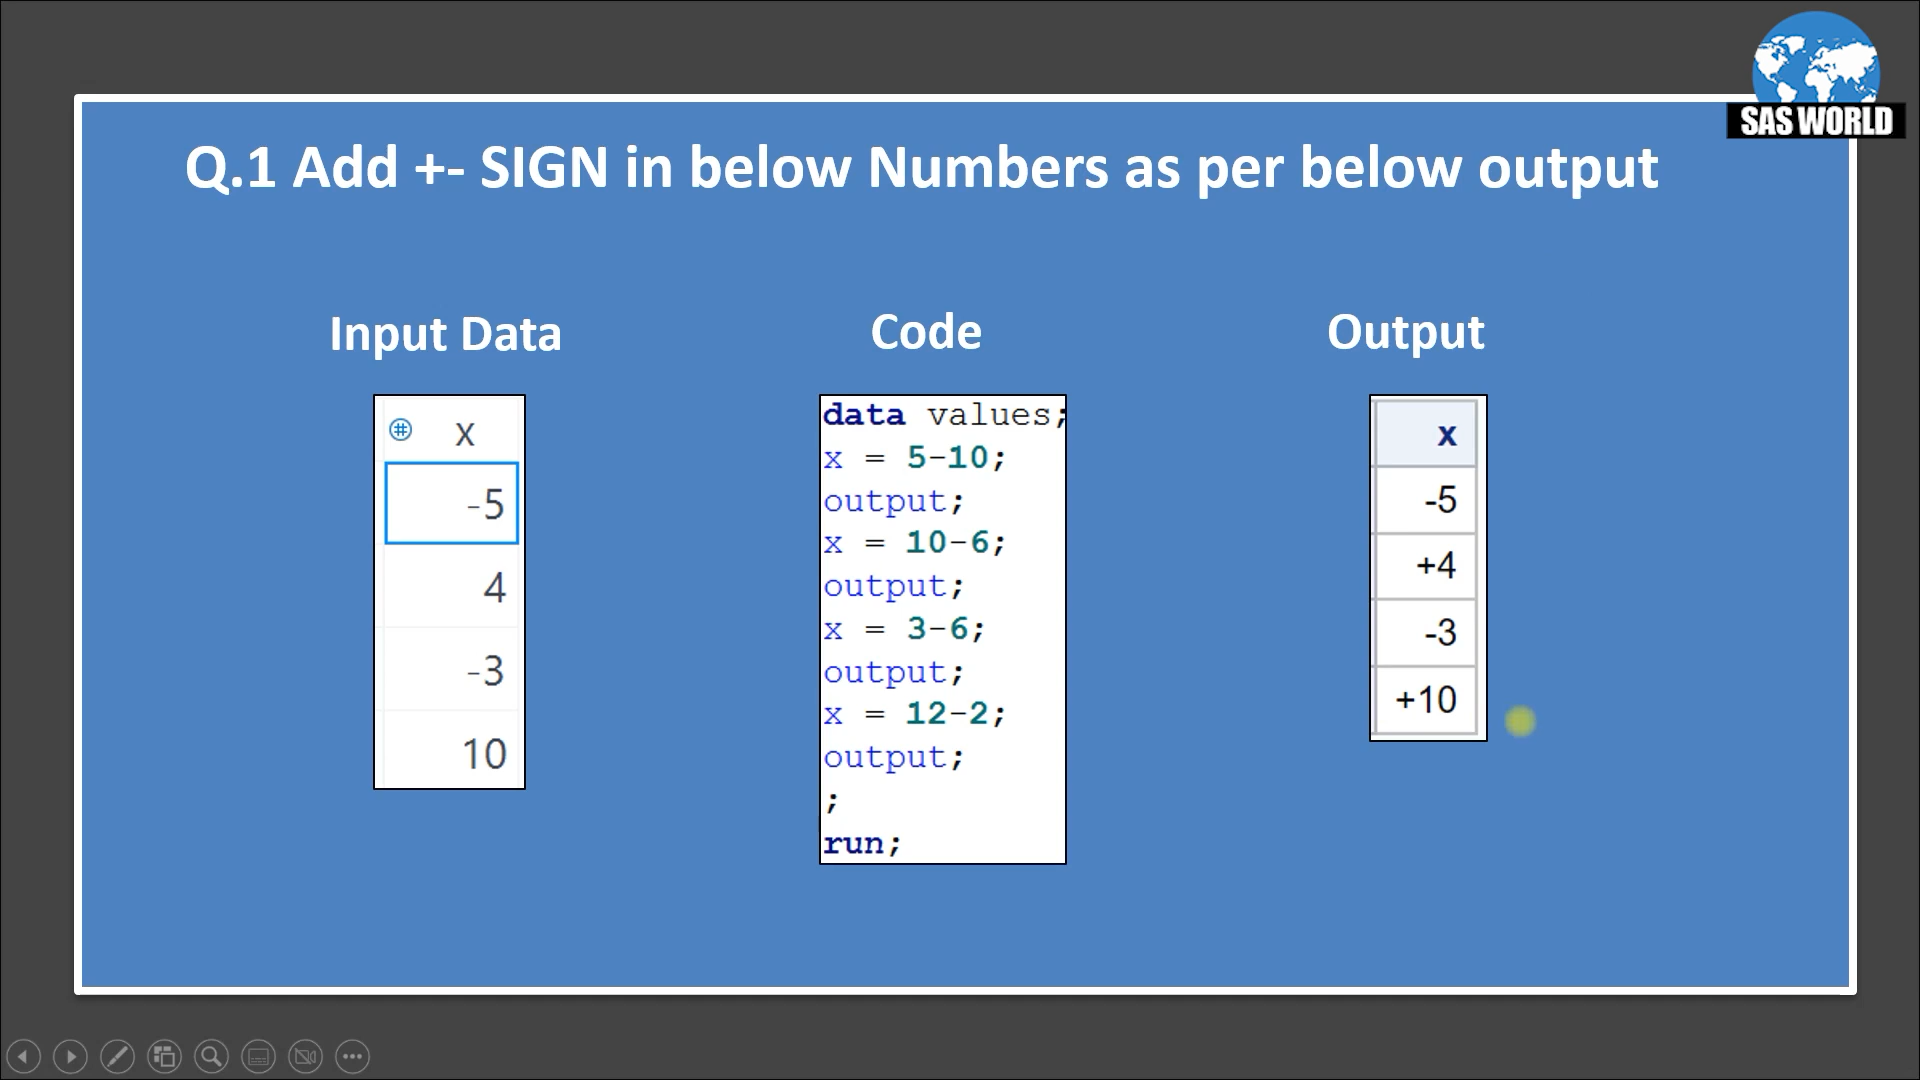 SAS WORLD
Q.1 Add +- SIGN in below Numbers as per below output
Input Data
x
-5
4
-3
10
Code
data values;
x = 5-10;
output;
x = 10-6;
output;
x = 3-6;
output;
x = 12-2;
output;
;
run;
Output
x
-5
+4
-3
+10